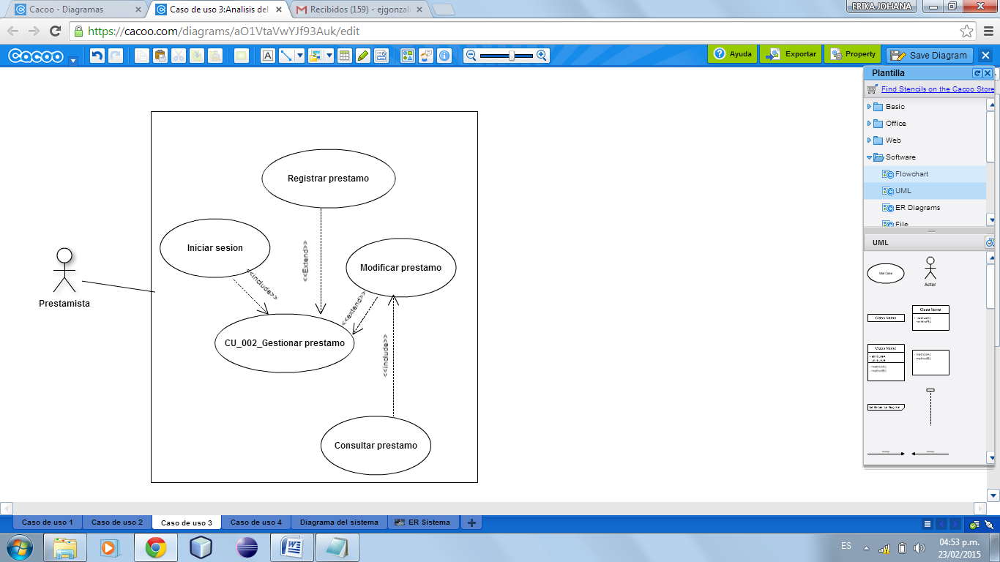 Cacoo - Diagramas
Caso de uso 3:Analisis del
Recibidos (159) - ejgonzal
ERIKA JOHANA
https://cacoo.com/diagrams/aO1VtaVwYJf93Auk/edit
Cacoo
Ayuda
Exportar
Property
Save Diagram
Plantilla
Find Stencils on the Cacoo Store
Basic
Office
Web
Software
Flowchart
UML
ER Diagrams
File
UML
Actor
Class Name
Class Name
Class Name
Registrar prestamo
Iniciar sesion
<<Extend>>
Modificar prestamo
<<include>>
Prestamista
<<extend>>
CU_002_Gestionar prestamo
<<include>>
Consultar prestamo
Caso de uso 1
Caso de uso 2
Caso de uso 3
Caso de uso 4
Diagrama del sistema
ER Sistema
ES
04:53 p.m.
23/02/2015